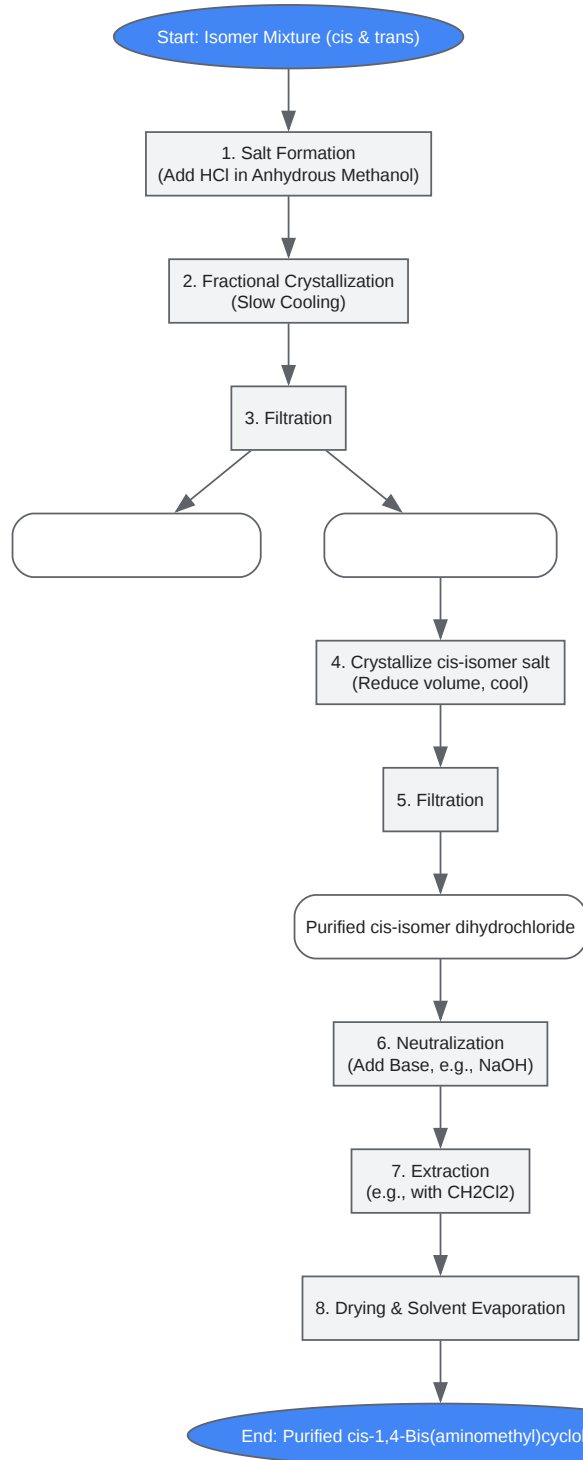 Start: Isomer Mixture (cis & trans)
1. Salt Formation
(Add HCl in Anhydrous Methanol)
2. Fractional Crystallization
(Slow Cooling)
3. Filtration
4. Crystallize cis-isomer salt
(Reduce volume, cool)
5. Filtration
Purified cis-isomer dihydrochloride
6. Neutralization
(Add Base, e.g., NaOH)
7. Extraction
(e.g., with CH2Cl2)
8. Drying & Solvent Evaporation
End: Purified cis-1,4-Bis(aminomethyl)cyclo